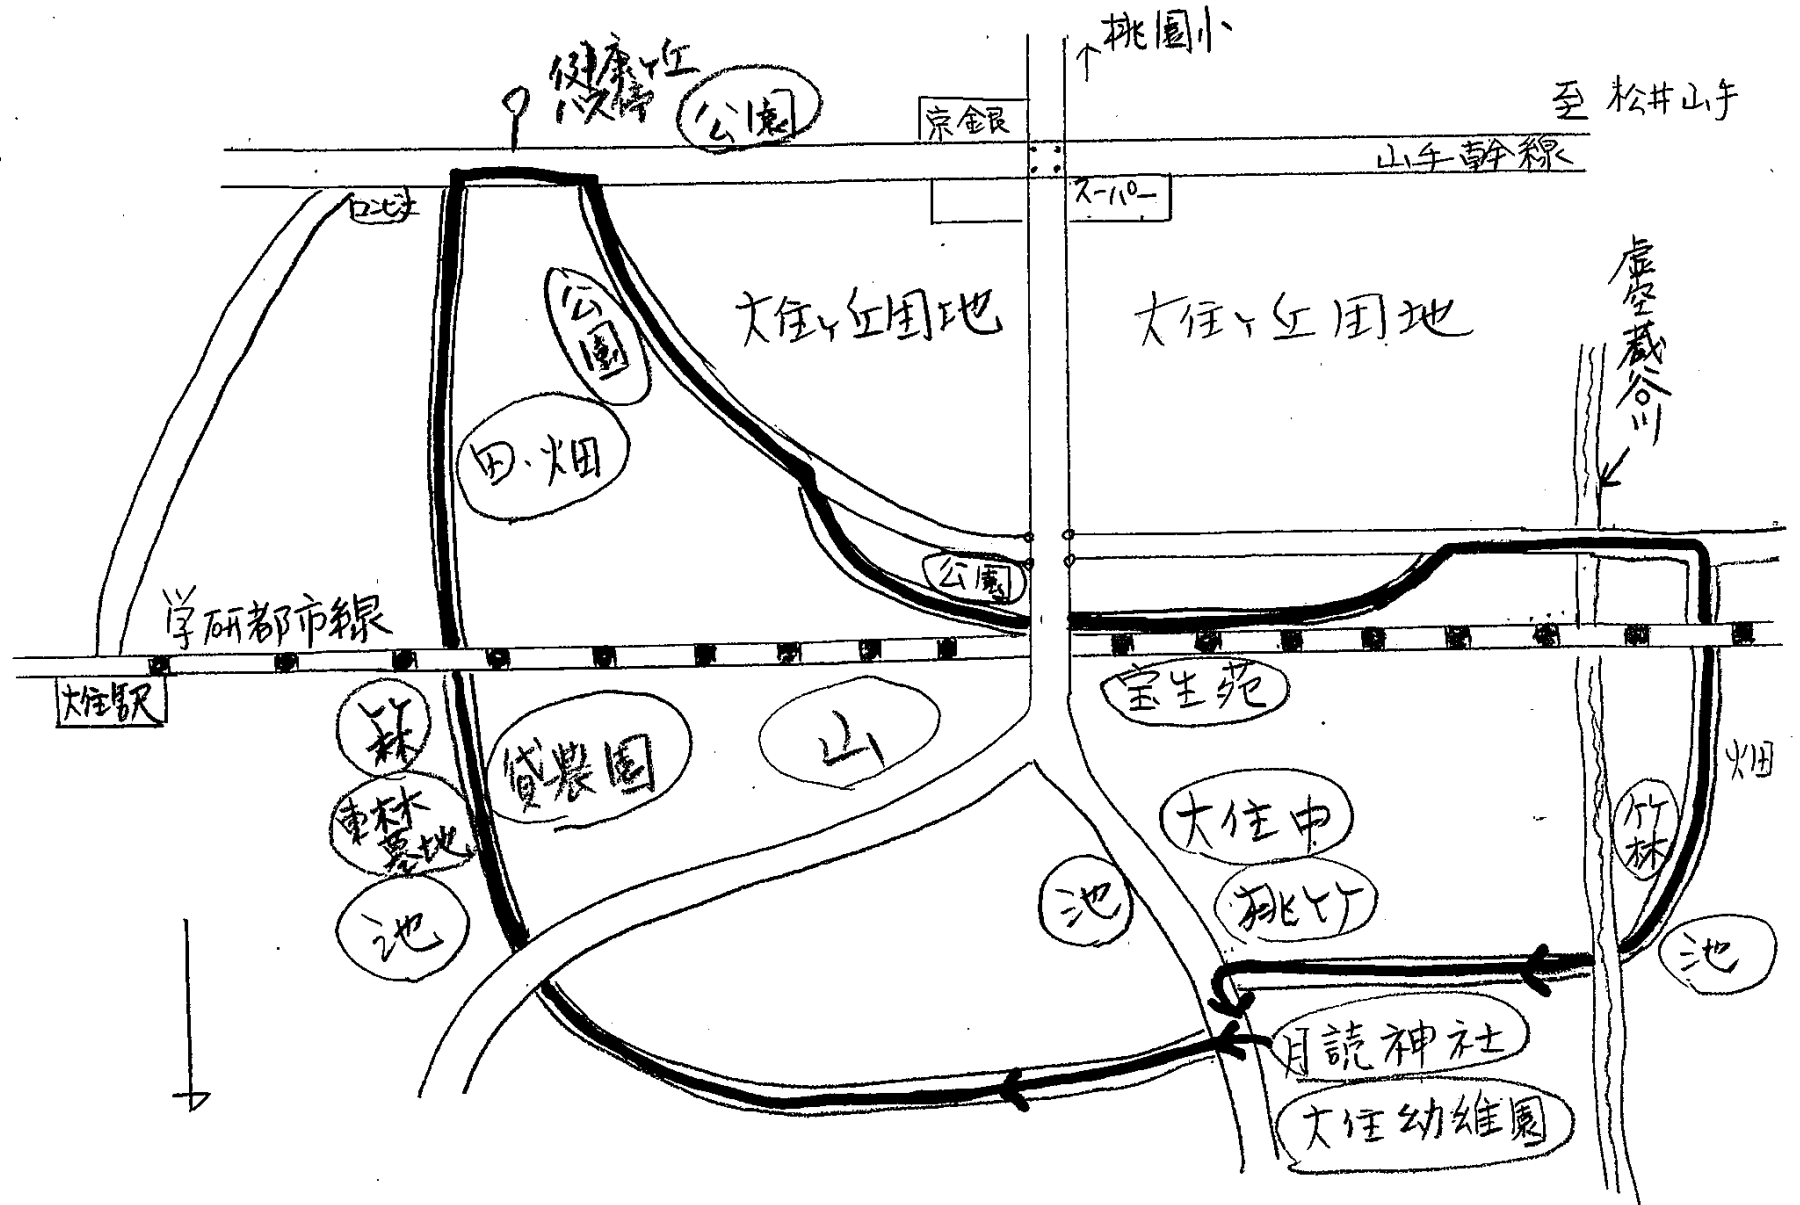 桃園小
健康ヶ丘
バス停
公園
京銀
至 松井山手
山手幹線
スーパー
コンビニ
公園
大住ヶ丘団地
大住ヶ丘団地
虚空蔵谷川
田・畑
公園
学研都市線
大住駅
竹林
貸農園
山
宝生苑
畑
東林墓地
大住中
竹林
池
池
桃竹
池
月読神社
大住幼稚園